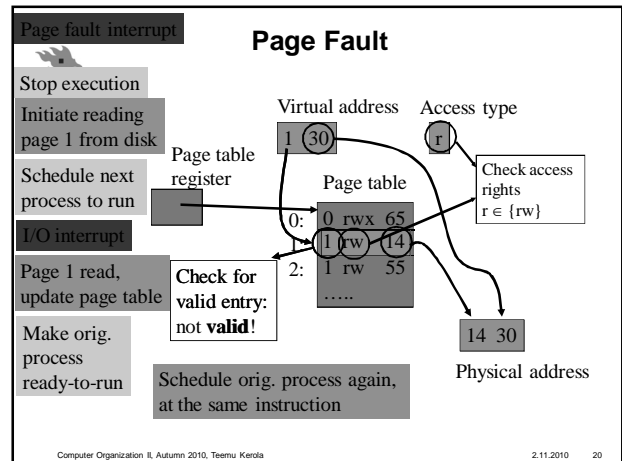 Page fault interrupt
Page Fault
Stop execution
Initiate reading
page 1 from disk
Schedule next
process to run
I/O interrupt
Page 1 read,
update page table
Make orig.
process
ready-to-run
Virtual address
1 30
Access type
r
Page table
register
Page table
0: 0 rwx 65
1 rw 14
2: 1 rw 55
.....
Check access
rights
r ∈ {rw}
Check for
valid entry:
not valid!
14 30
Physical address
Schedule orig. process again,
at the same instruction
Computer Organization II, Autumn 2010, Teemu Kerola
2.11.2010
20